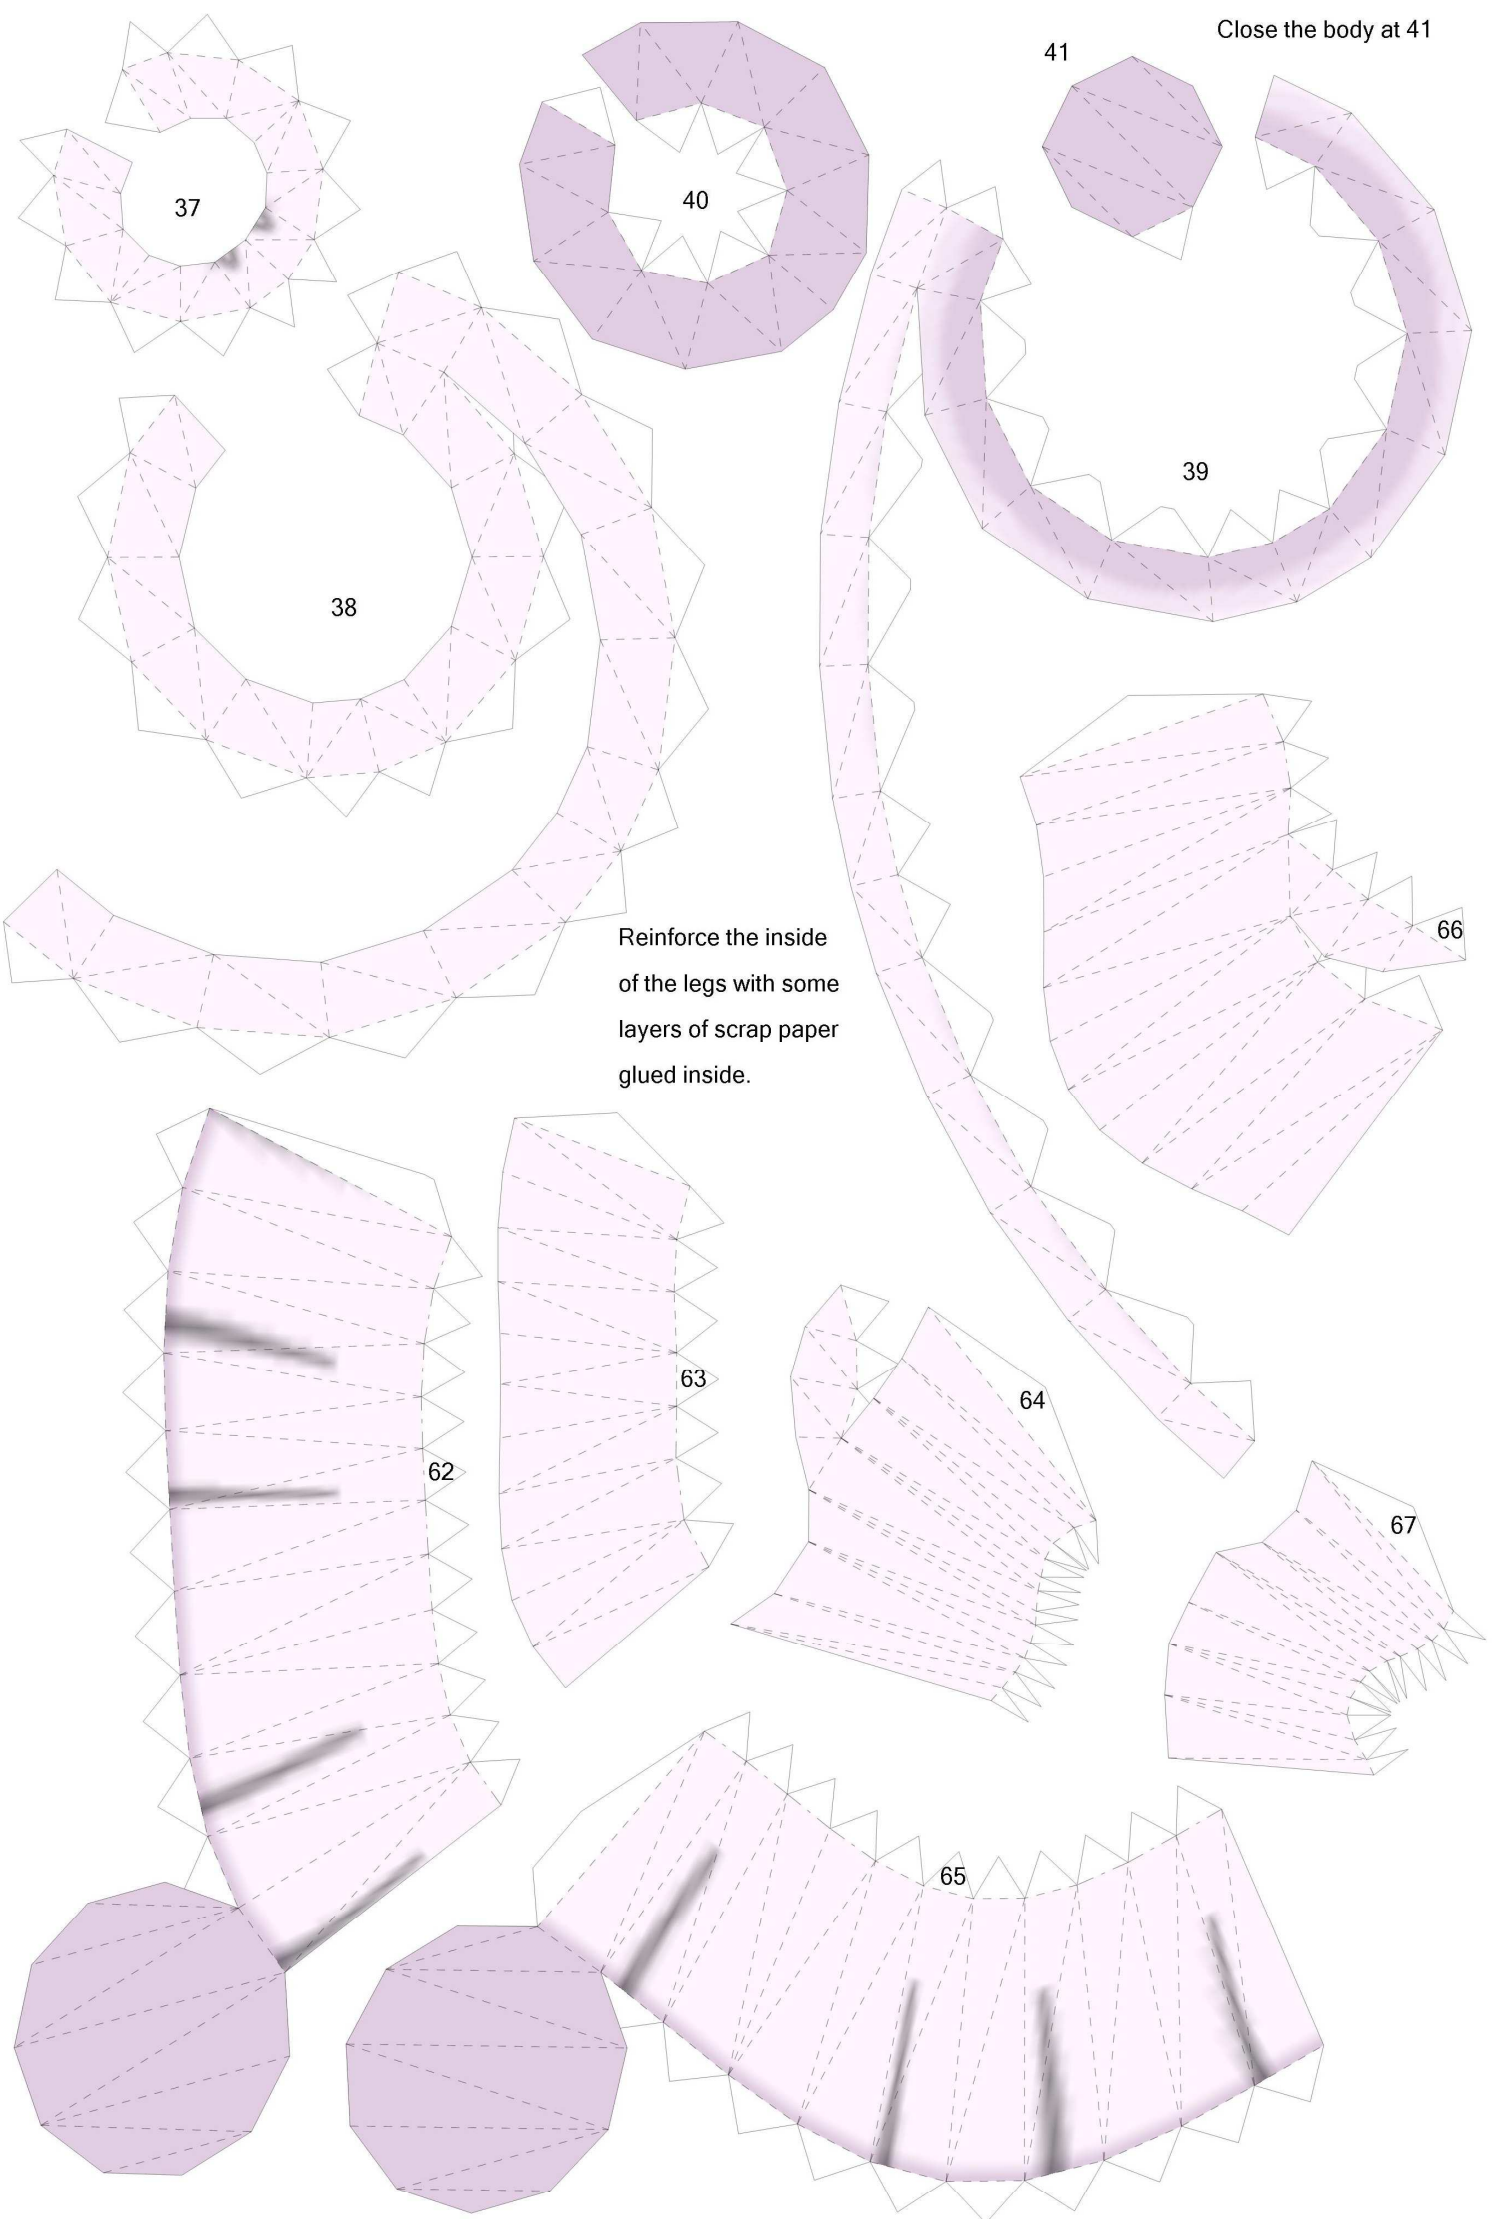 Close the body at 41
41
37
40
39
38
66
Reinforce the inside
of the legs with some
layers of scrap paper
glued inside.
63
64
62
67
65